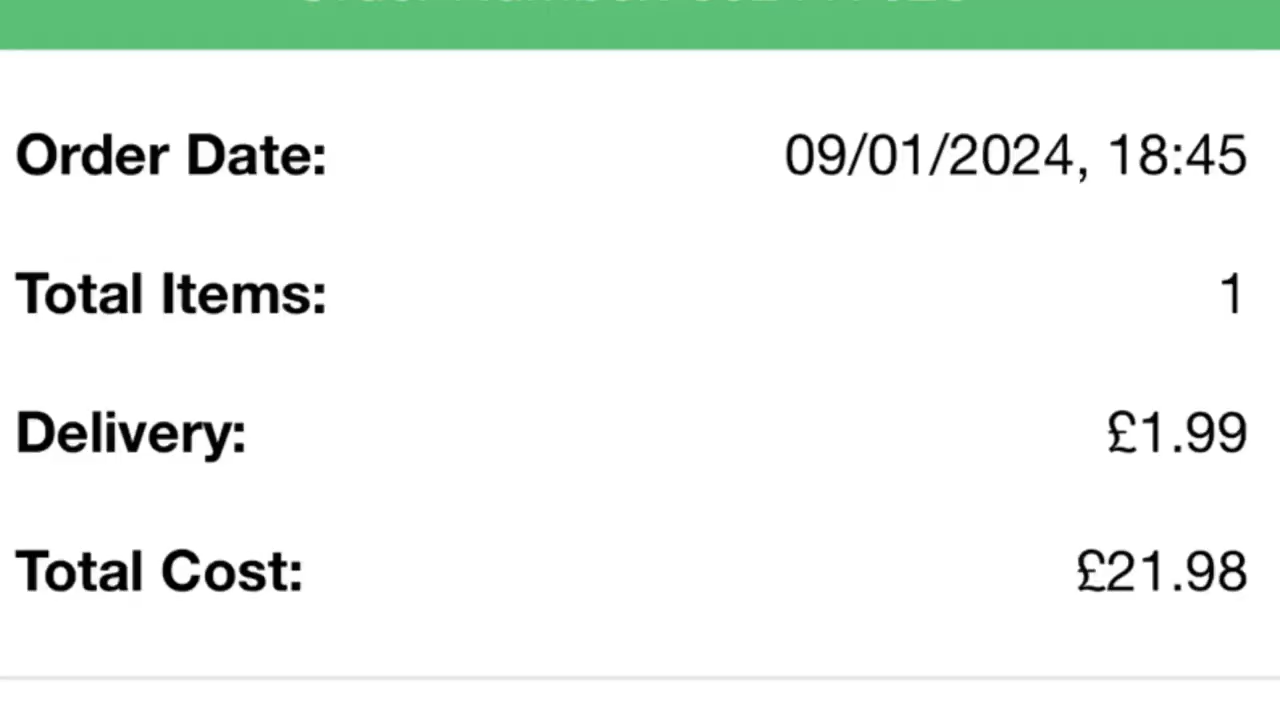 Order Date: 09/01/2024, 18:45
Total Items: 1
Delivery: £1.99
Total Cost: £21.98